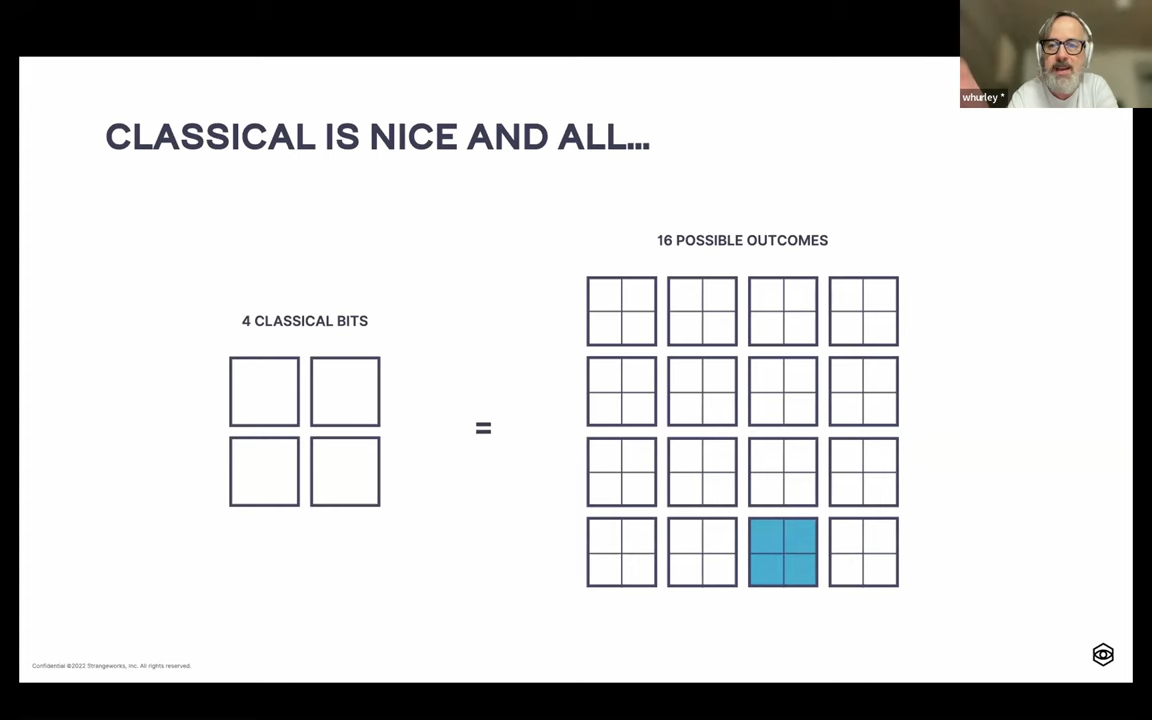 whurley *
CLASSICAL IS NICE AND ALL...
16 POSSIBLE OUTCOMES
4 CLASSICAL BITS
=
Confidential ©2022 Strangeworks, Inc. All rights reserved.